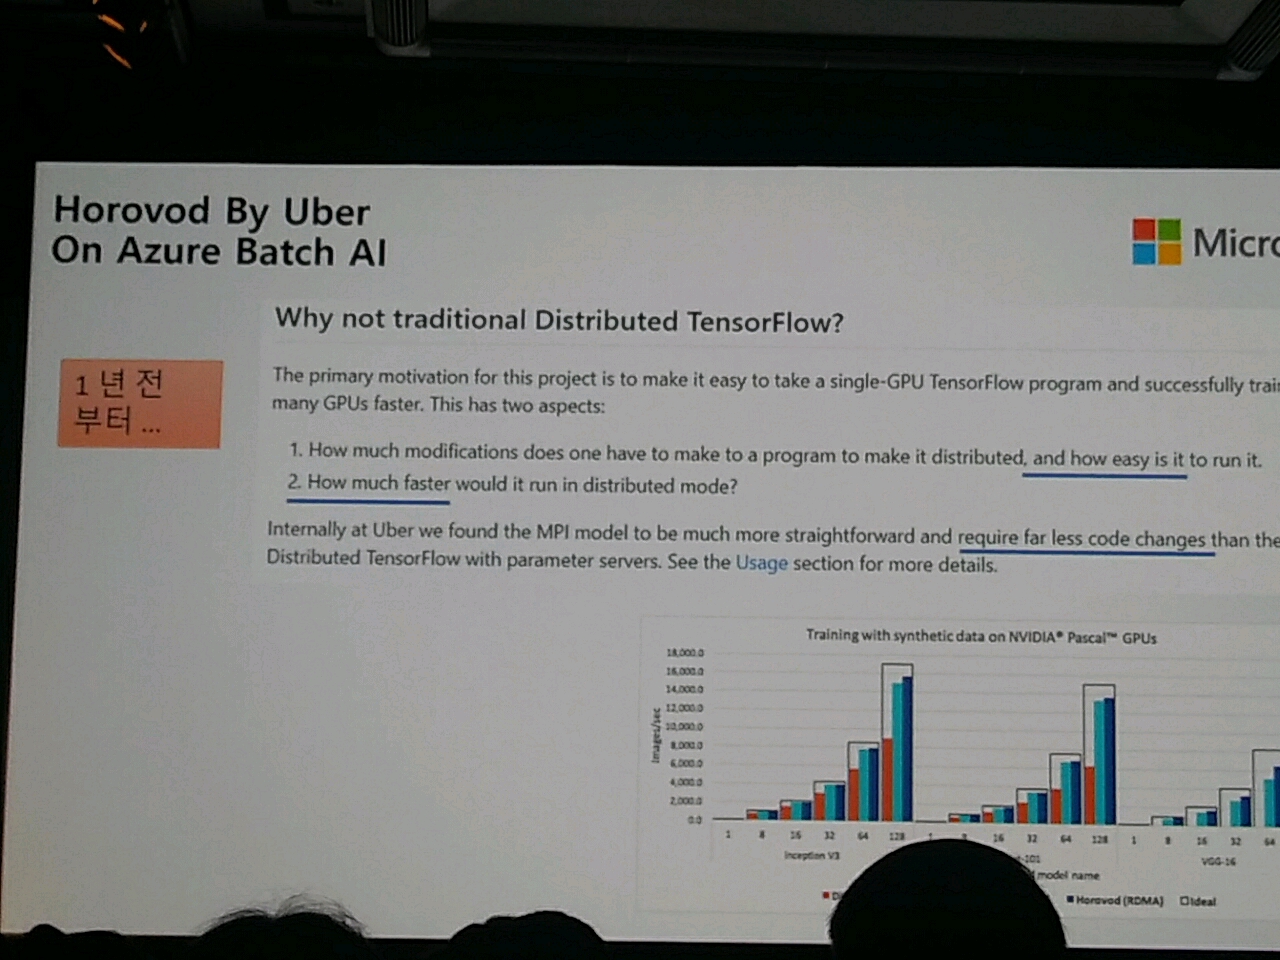 Horovod By Uber
On Azure Batch AI
Why not traditional Distributed TensorFlow?
1 년 전
부터 ...
The primary motivation for this project is to make it easy to take a single-GPU TensorFlow program and successfully
many GPUs faster. This has two aspects:
1. How much modifications does one have to make to a program to make it distributed, and how easy is it to run it.
2. How much faster would it run in distributed mode?
Internally at Uber we found the MPI model to be much more straightforward and require far less code changes than the
Distributed TensorFlow with parameter servers. See the Usage section for more details.
Training with synthetic data on NVIDIA® Pascal™ GPUs
Images/sec
18,000.0
16,000.0
14,000.0
12,000.0
10,000.0
8,000.0
6,000.0
4,000.0
2,000.0
0.0
1 8 16 32 64 128 16 32 64 128 1 8 16 32 64
Inception V3 -101 VGG-16
model name
Horovod (RDMA) Ideal